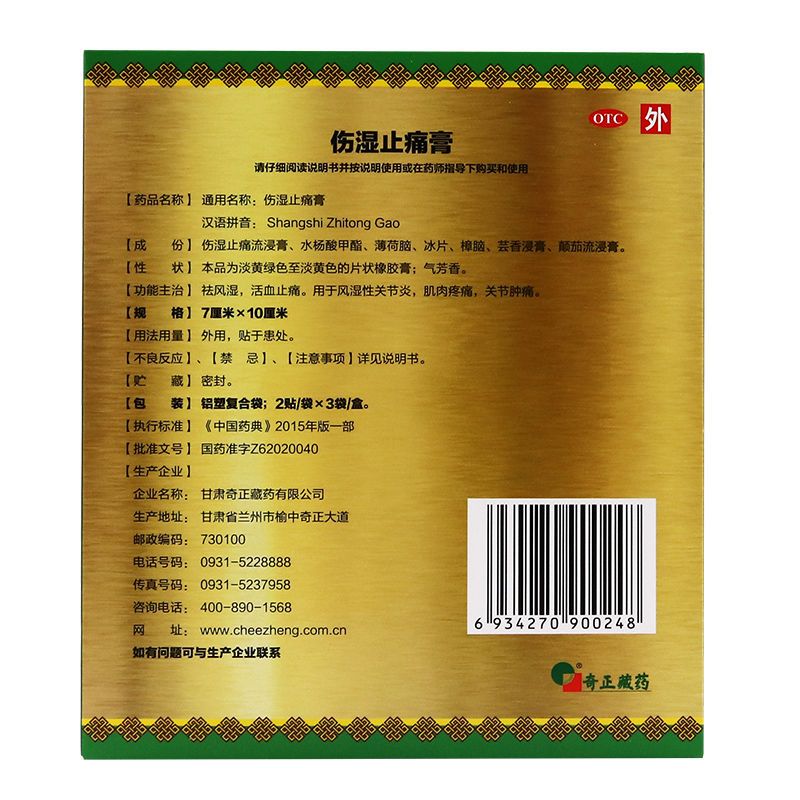 OTC
外
伤湿止痛膏
请仔细阅读说明书并按说明使用或在药师指导下购买和使用
【药品名称】通用名称：伤湿止痛膏
汉语拼音：Shangshi Zhitong Gao
【成　份】伤湿止痛流浸膏、水杨酸甲酯、薄荷脑、冰片、樟脑、芸香浸膏、颠茄流浸膏。
【性　状】本品为淡黄绿色至淡黄色的片状橡胶膏；气芳香。
【功能主治】祛风湿，活血止痛。用于风湿性关节炎，肌肉疼痛，关节肿痛。
【规　格】7厘米×10厘米
【用法用量】外用，贴于患处。
【不良反应】、【禁　忌】、【注意事项】详见说明书。
【贮　藏】密封。
【包　装】铝塑复合袋；2贴/袋×3袋/盒。
【执行标准】《中国药典》2015年版一部
【批准文号】国药准字Z62020040
【生产企业】
企业名称：甘肃奇正藏药有限公司
生产地址：甘肃省兰州市榆中奇正大道
邮政编码：730100
电话号码：0931-5228888
传真号码：0931-5237958
咨询电话：400-890-1568
网　址：www.cheezheng.com.cn
如有问题可与生产企业联系
6 934270 900248
®
奇正藏药